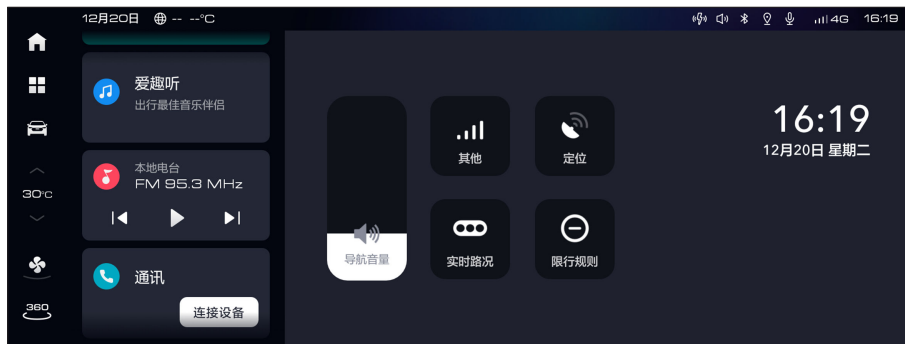 12月20日 -- --°C
4G 16:19
爱趣听
出行最佳音乐伴侣
本地电台
FM 95.3 MHz
30°C
通讯
连接设备
360
导航音量
其他
定位
实时路况
限行规则
16:19
12月20日 星期二